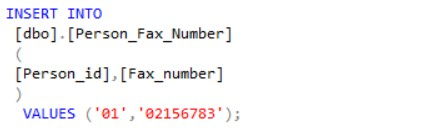 INSERT INTO
[dbo].[Person_Fax_Number]
(
[Person_id],[Fax_number]
)
VALUES ('01','02156783');